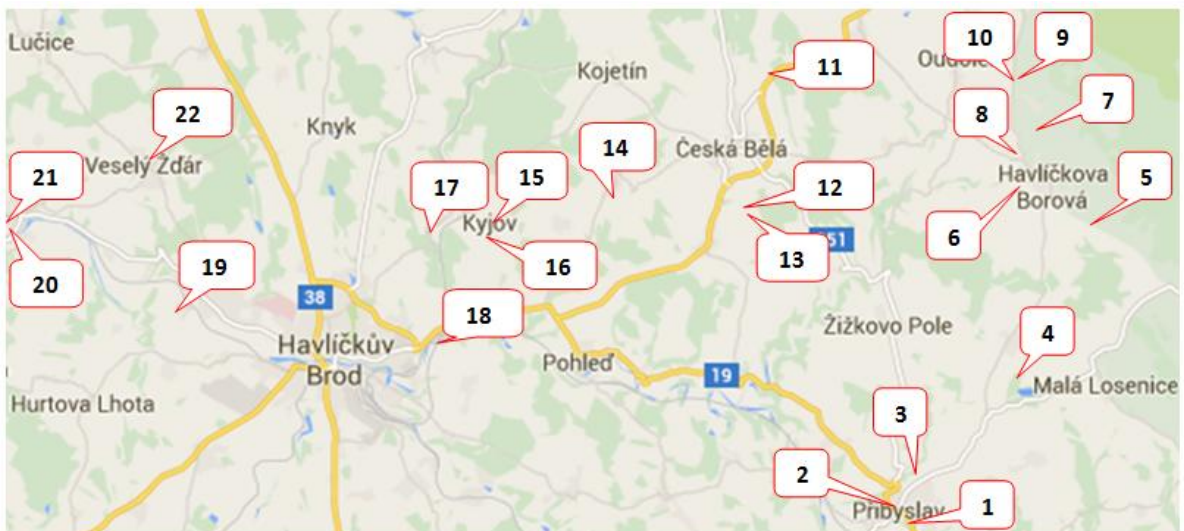 Lučice
Kojetín
11
10
9
22
Knyk
8
7
Veselý Žďár
14
Česká Bělá
21
17
15
Havlíčkova
Borová
5
12
Kyjov
6
20
19
16
13
38
18
Žižkovo Pole
4
Havlíčkův
Brod
Pohleď
19
Malá Losenice
Hurtova Lhota
3
2
Přibyslav
1